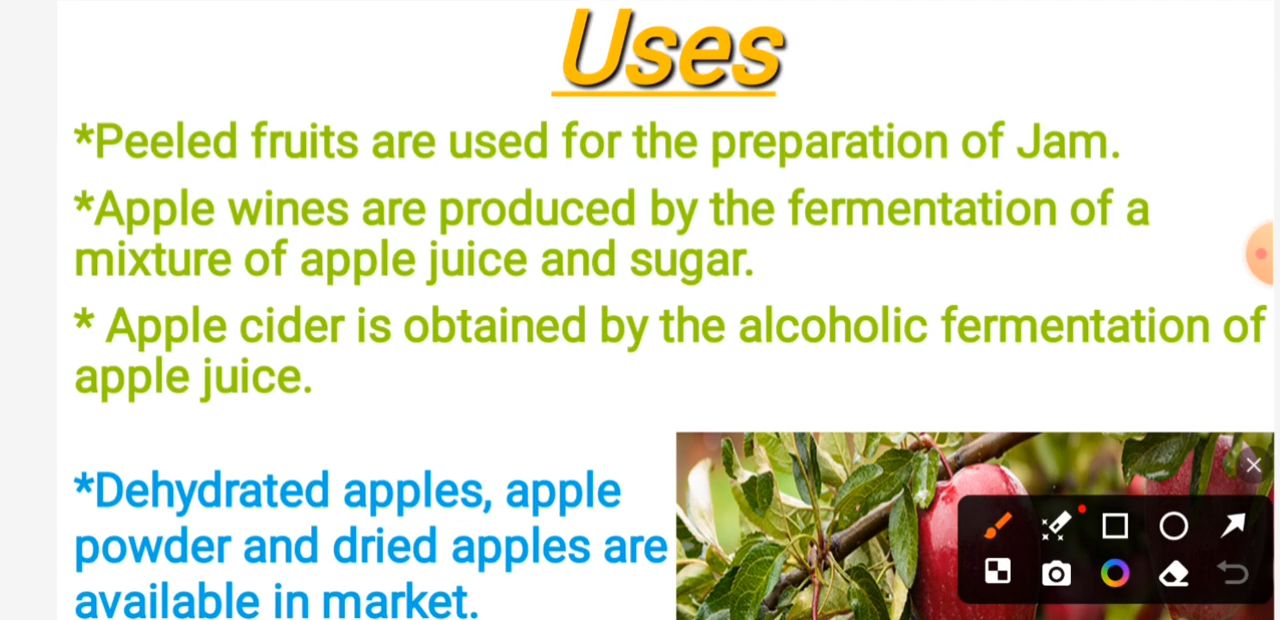 Uses
*Peeled fruits are used for the preparation of Jam.
*Apple wines are produced by the fermentation of a
mixture of apple juice and sugar.
* Apple cider is obtained by the alcoholic fermentation of
apple juice.
*Dehydrated apples, apple
powder and dried apples are
available in market.